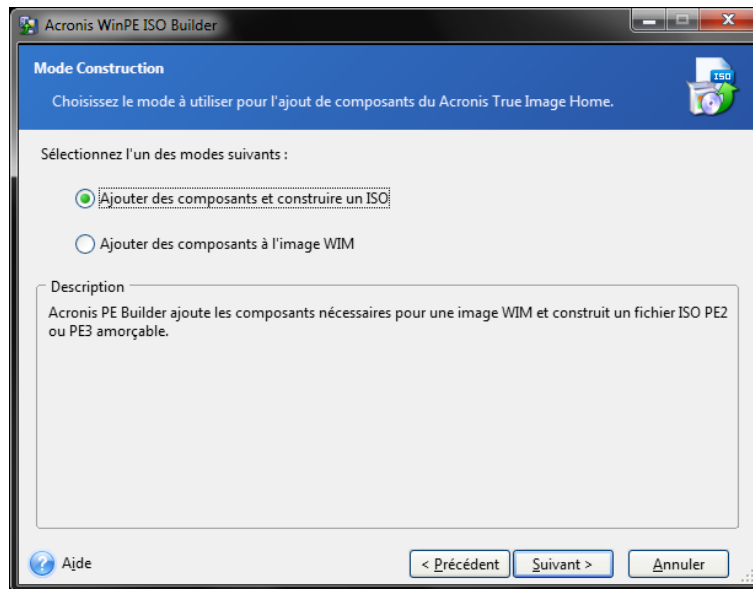 Acronis WinPE ISO Builder
Mode Construction
Choisissez le mode à utiliser pour l'ajout de composants du Acronis True Image Home.
ISO
Sélectionnez l'un des modes suivants :
Ajouter des composants et construire un ISO
Ajouter des composants à l'image WIM
Description
Acronis PE Builder ajoute les composants nécessaires pour une image WIM et construit un fichier ISO PE2
ou PE3 amorçable.
Aide
< Précédent
Suivant >
Annuler